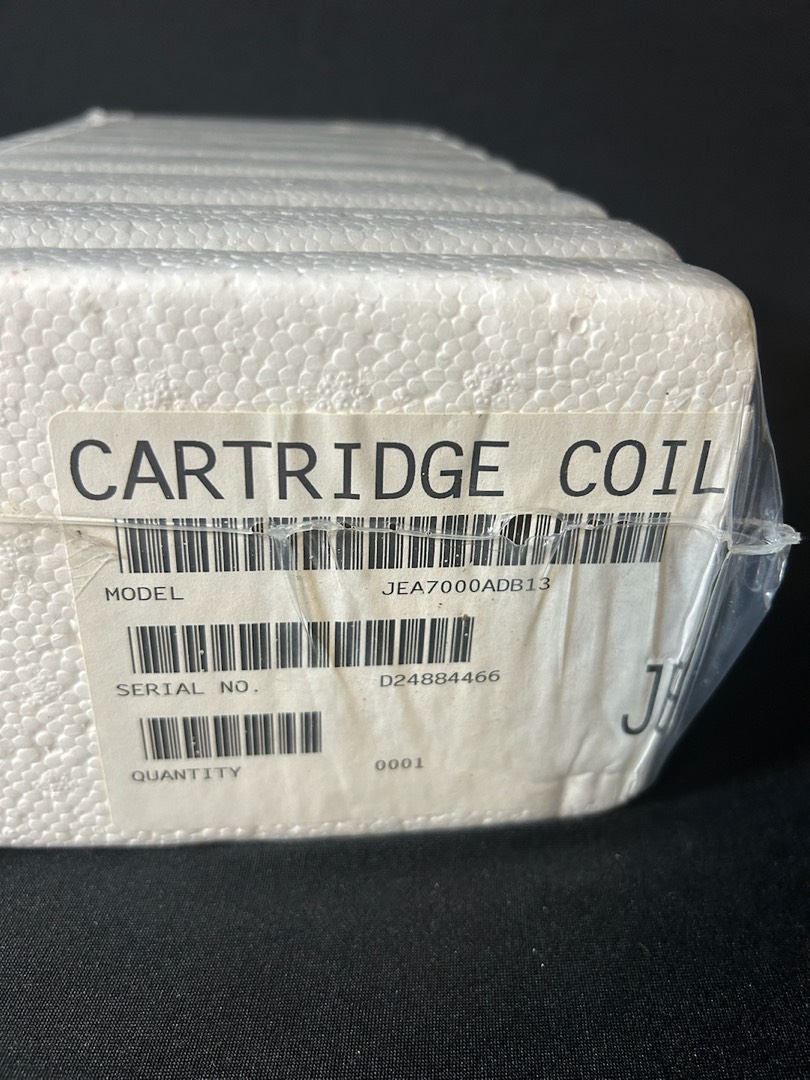 CARTRIDGE COIL
MODEL JEA7000ADB13
SERIAL NO. D24884466
QUANTITY 0001